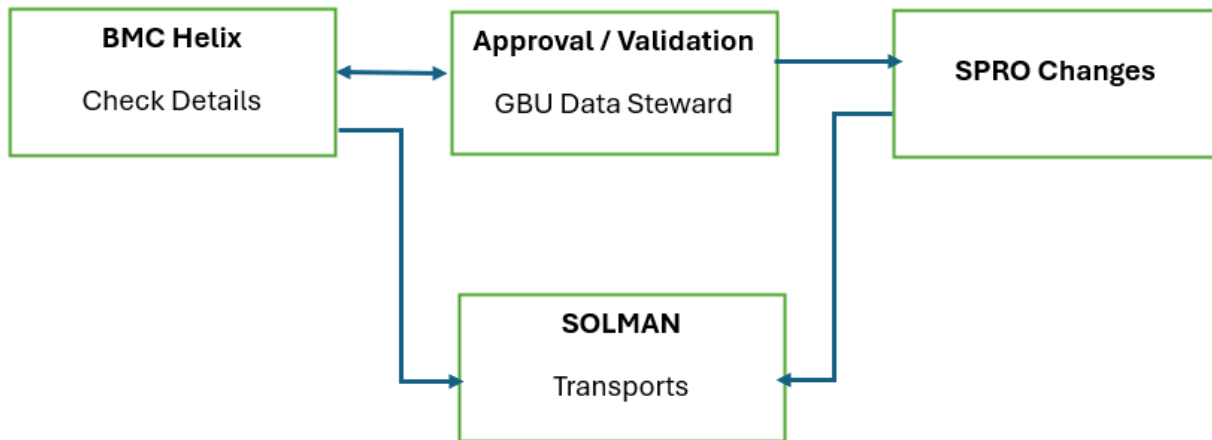 BMC Helix
Check Details
Approval / Validation
GBU Data Steward
SPRO Changes
SOLMAN
Transports